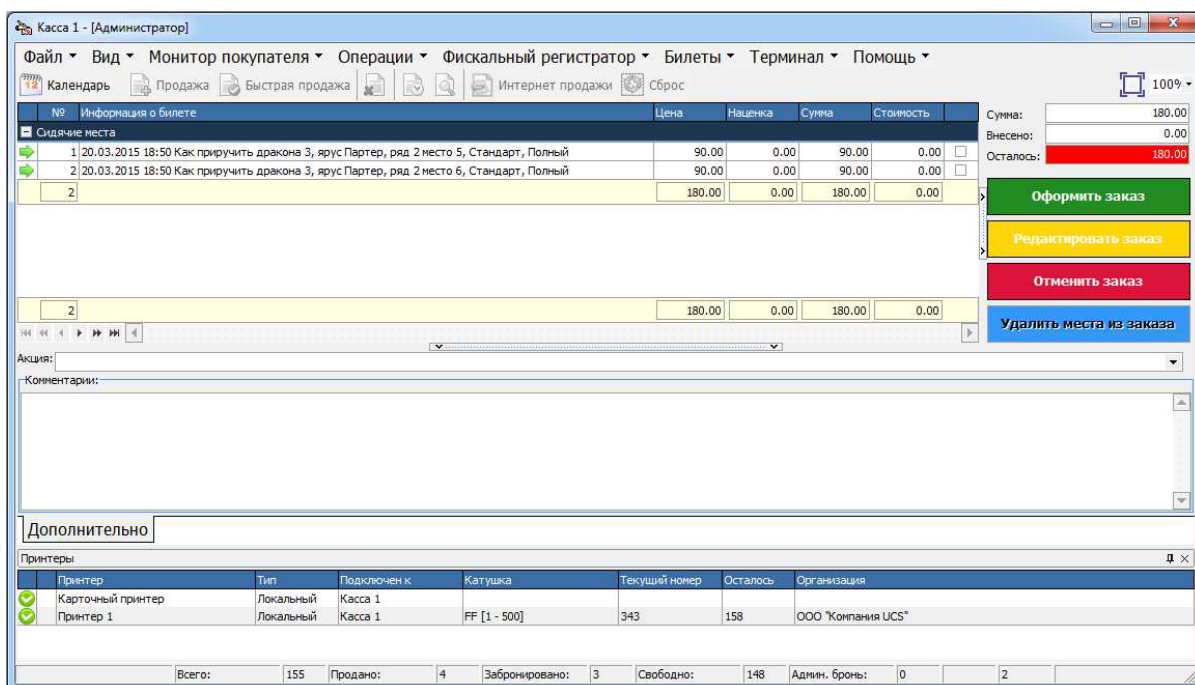 Касса 1 - [Администратор]
Файл Вид Монитор покупателя Операции Фискальный регистратор Билеты Терминал Помощь
12 Календарь Продажа Быстрая продажа Интернет продажи Сброс 100%
№ Информация о билете Цена Наценка Сумма Стоимость
Сумма: 180.00
Сидячие места
Внесено: 0.00
1 20.03.2015 18:50 Как приручить дракона 3, ярус Партер, ряд 2 место 5, Стандарт, Полный 90.00 0.00 90.00 0.00
Осталось: 180.00
2 20.03.2015 18:50 Как приручить дракона 3, ярус Партер, ряд 2 место 6, Стандарт, Полный 90.00 0.00 90.00 0.00
2 180.00 0.00 180.00 0.00
Оформить заказ
Редактировать заказ
Отменить заказ
2 180.00 0.00 180.00 0.00
Удалить места из заказа
Акция:
Комментарии:
Дополнительно
Принтеры
Принтер Тип Подключен к Катушка Текущий номер Осталось Организация
Карточный принтер Локальный Касса 1
Принтер 1 Локальный Касса 1 FF [1 - 500] 343 158 ООО "Компания UCS"
Всего: 155 Продано: 4 Забронировано: 3 Свободно: 148 Админ. бронь: 0 2